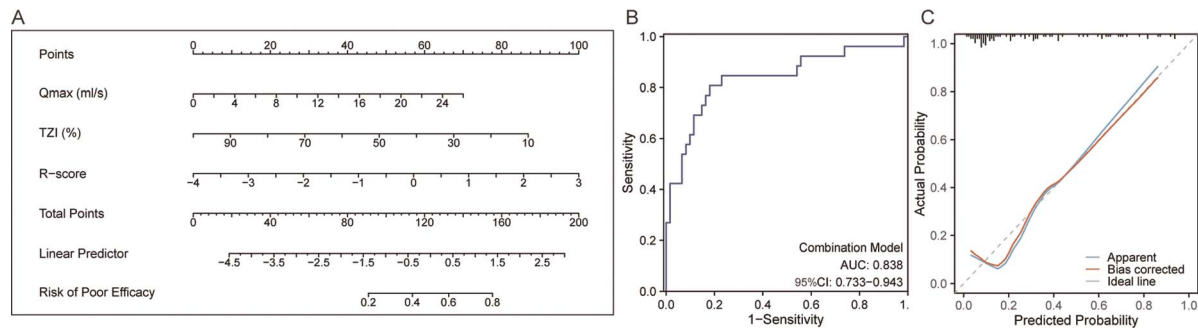 A
Points
0 20 40 60 80 100
Qmax (ml/s)
0 4 8 12 16 20 24
TZI (%)
90 70 50 30 10
R-score
-4 -3 -2 -1 0 1 2 3
Total Points
0 40 80 120 160 200
Linear Predictor
-4.5 -3.5 -2.5 -1.5 -0.5 0.5 1.5 2.5
Risk of Poor Efficacy
0.2 0.4 0.6 0.8
B
Sensitivity
1.0
0.8
0.6
0.4
0.2
0.0
Combination Model
AUC: 0.838
95%CI: 0.733-0.943
0.0 0.2 0.4 0.6 0.8 1.
1-Sensitivity
C
Actual Probability
1.0
0.8
0.6
0.4
0.2
0.0
Apparent
Bias corrected
Ideal line
0.0 0.2 0.4 0.6 0.8 1.0
Predicted Probability